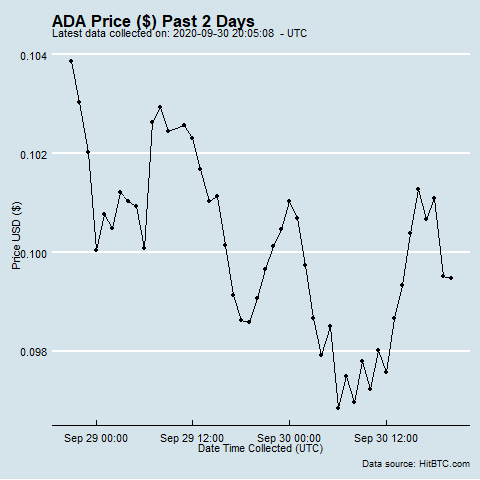 ADA Price ($) Past 2 Days
Latest data collected on: 2020-09-30 20:05:08  - UTC
0.104
0.102
0.100
0.098
Price USD ($)
Sep 29 00:00
Sep 29 12:00
Sep 30 00:00
Sep 30 12:00
Date Time Collected (UTC)
Data source: HitBTC.com